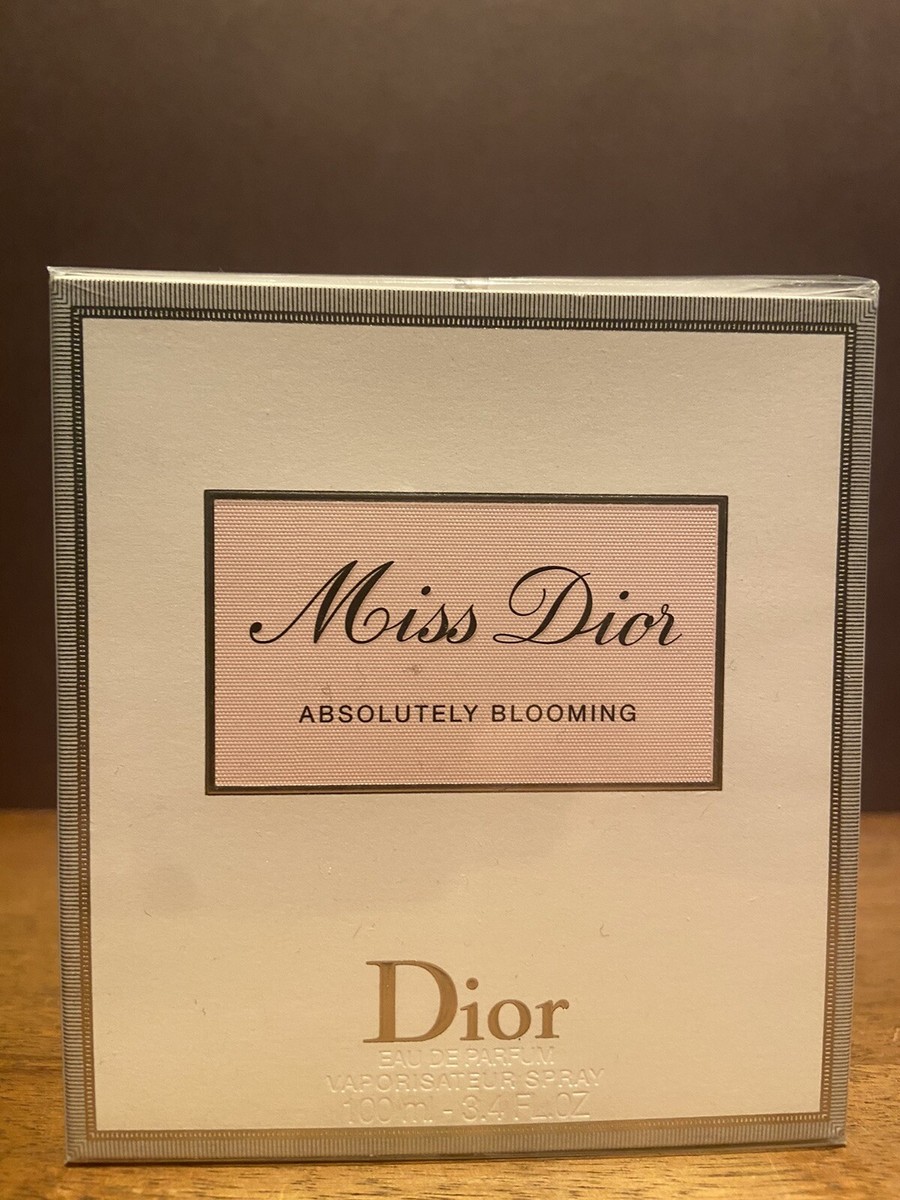 Miss Dior
ABSOLUTELY BLOOMING
Dior
EAU DE PARFUM
VAPORISATEUR SPRAY
100 ml - 3.4 FL.OZ